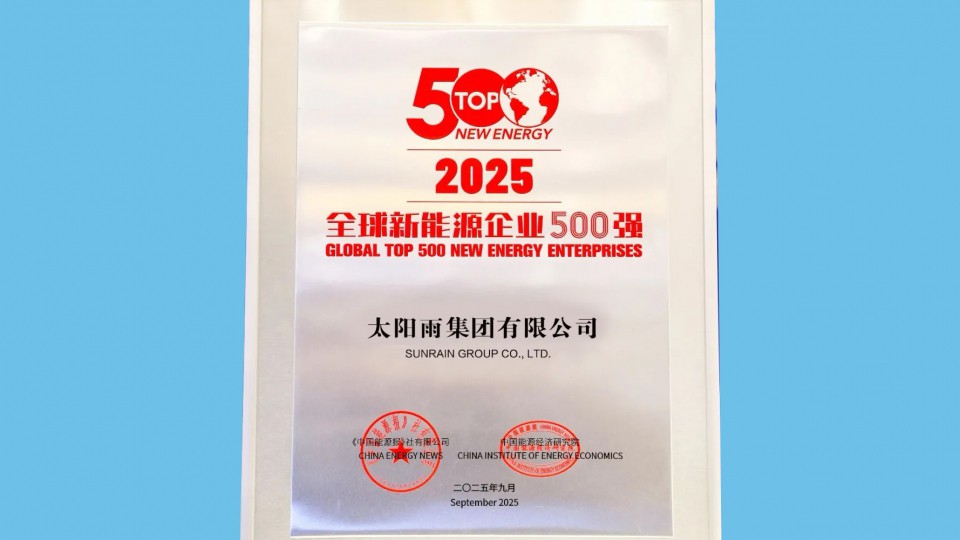 500
TOP
NEW ENERGY
2025
全球新能源企业500强
GLOBAL TOP 500 NEW ENERGY ENTERPRISES
太阳雨集团有限公司
SUNRAIN GROUP CO., LTD.
《中国能源报》社有限公司 中国能源经济研究院
CHINA ENERGY NEWS CHINA INSTITUTE OF ENERGY ECONOMICS
二〇二五年九月
September 2025